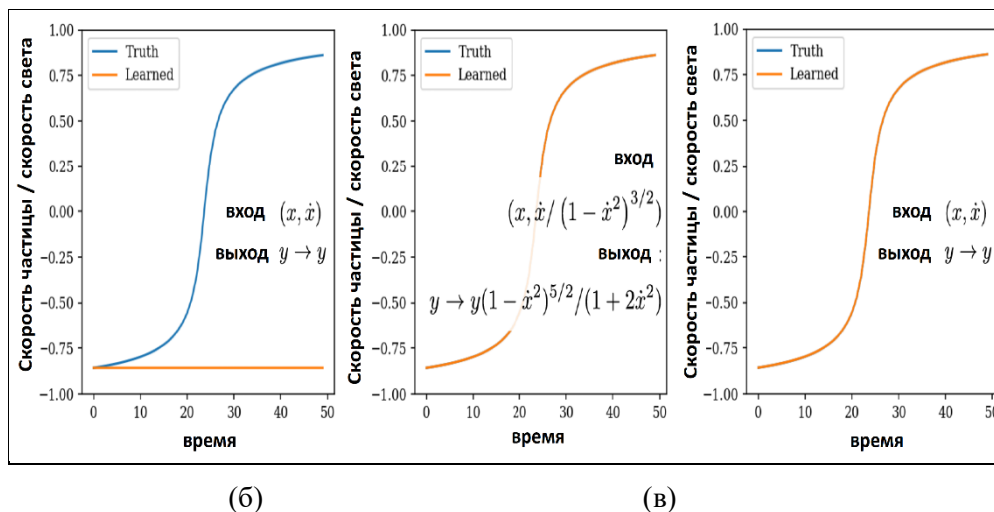 Скорость частицы / скорость света
1.00
0.75
0.50
0.25
0.00
−0.25
−0.50
−0.75
−1.00
Truth
Learned
вход (x, ẋ)
выход y → y
0 10 20 30 40 50
время
Скорость частицы / скорость света
1.00
0.75
0.50
0.25
0.00
−0.25
−0.50
−0.75
−1.00
Truth
Learned
вход
(x, ẋ/ (1 − ẋ²)^{3/2})
выход :
y → y(1 − ẋ²)^{5/2}/(1 + 2ẋ²)
0 10 20 30 40 50
время
Скорость частицы / скорость света
1.00
0.75
0.50
0.25
0.00
−0.25
−0.50
−0.75
−1.00
Truth
Learned
вход (x, ẋ)
выход y → y
0 10 20 30 40 50
время
(б) (в)